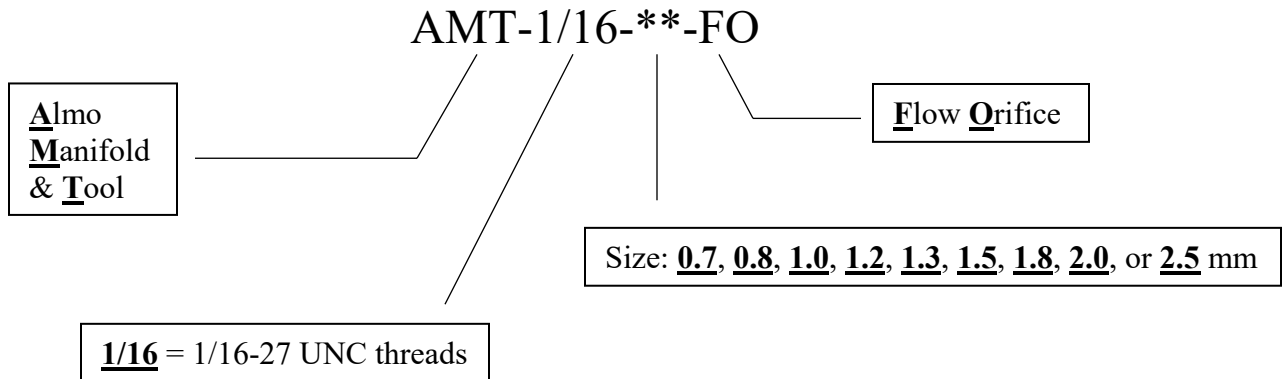 AMT-1/16-**-FO
Almo
Manifold
& Tool
Flow Orifice
Size: 0.7, 0.8, 1.0, 1.2, 1.3, 1.5, 1.8, 2.0, or 2.5 mm
1/16 = 1/16-27 UNC threads